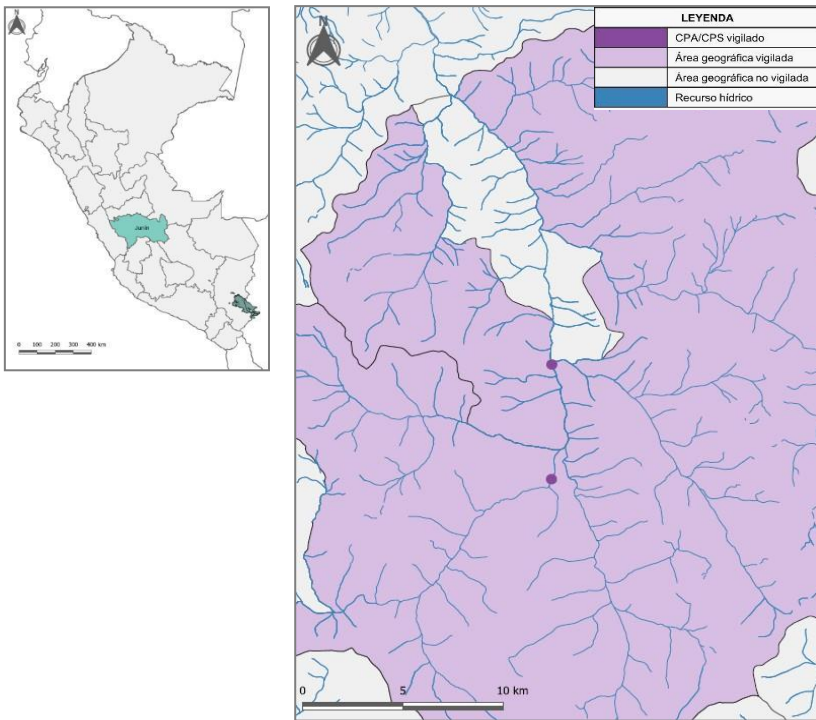 N
Junín
0 100 200 300 400 km
N
LEYENDA
CPA/CPS vigilado
Área geográfica vigilada
Área geográfica no vigilada
Recurso hídrico
0 5 10 km